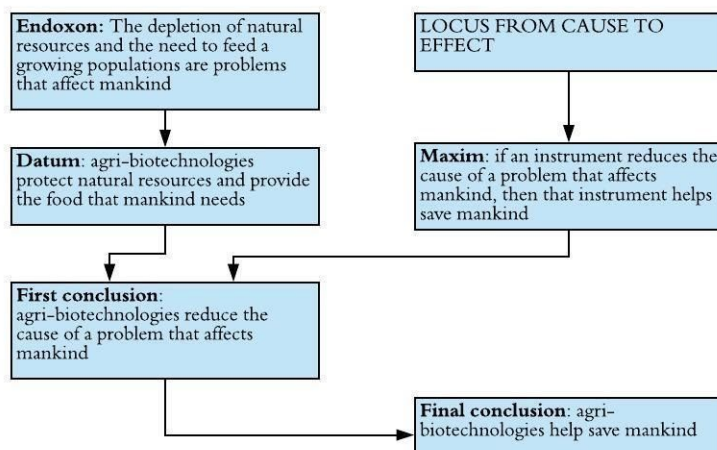 Endoxon: The depletion of natural
resources and the need to feed a
growing populations are problems
that affect mankind
LOCUS FROM CAUSE TO
EFFECT
Datum: agri-biotechnologies
protect natural resources and provide
the food that mankind needs
Maxim: if an instrument reduces the
cause of a problem that affects
mankind, then that instrument helps
save mankind
First conclusion:
agri-biotechnologies reduce the
cause of a problem that affects
mankind
Final conclusion: agri-
biotechnologies help save mankind